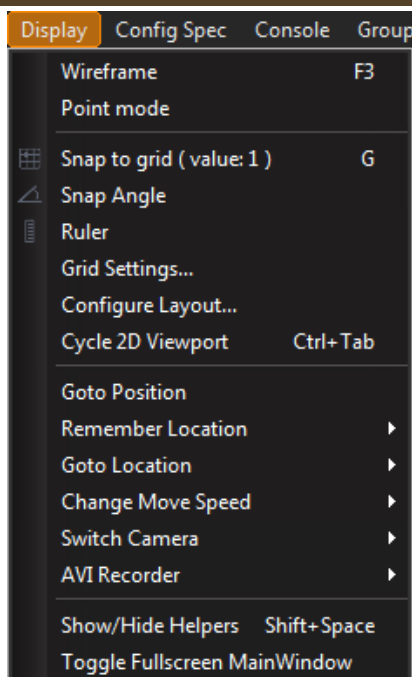 Display Config Spec Console Group
Wireframe F3
Point mode
Snap to grid ( value: 1 ) G
Snap Angle
Ruler
Grid Settings...
Configure Layout...
Cycle 2D Viewport Ctrl+Tab
Goto Position
Remember Location
Goto Location
Change Move Speed
Switch Camera
AVI Recorder
Show/Hide Helpers Shift+Space
Toggle Fullscreen MainWindow